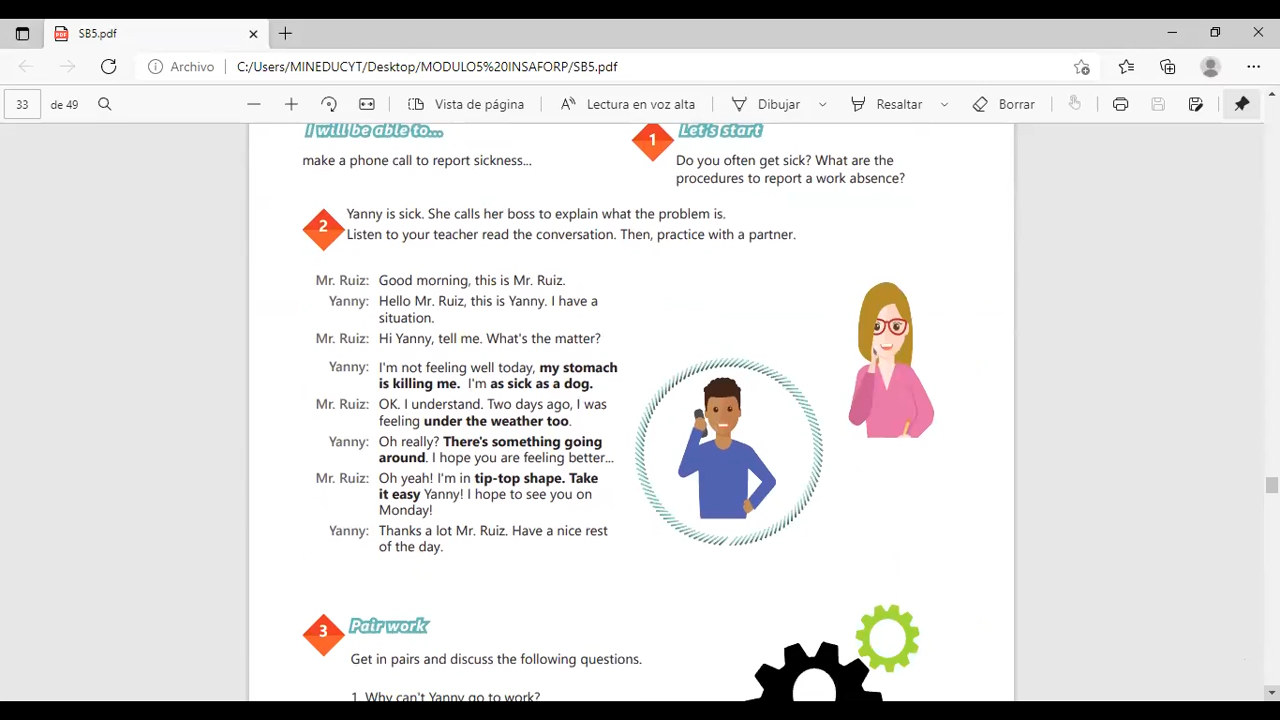 SB5.pdf
Archivo
C:/Users/MINEDUCYT/Desktop/MODULO5%20INSAFORP/SB5.pdf
33
de 49
Vista de página
Lectura en voz alta
Dibujar
Resaltar
Borrar
I will be able to...
make a phone call to report sickness...
1
Let's start
Do you often get sick? What are the
procedures to report a work absence?
2
Yanny is sick. She calls her boss to explain what the problem is.
Listen to your teacher read the conversation. Then, practice with a partner.
Mr. Ruiz: Good morning, this is Mr. Ruiz.
Yanny: Hello Mr. Ruiz, this is Yanny. I have a
situation.
Mr. Ruiz: Hi Yanny, tell me. What's the matter?
Yanny: I'm not feeling well today, my stomach
is killing me. I'm as sick as a dog.
Mr. Ruiz: OK. I understand. Two days ago, I was
feeling under the weather too.
Yanny: Oh really? There's something going
around. I hope you are feeling better...
Mr. Ruiz: Oh yeah! I'm in tip-top shape. Take
it easy Yanny! I hope to see you on
Monday!
Yanny: Thanks a lot Mr. Ruiz. Have a nice rest
of the day.
3
Pair work
Get in pairs and discuss the following questions.
1. Why can't Yanny go to work?